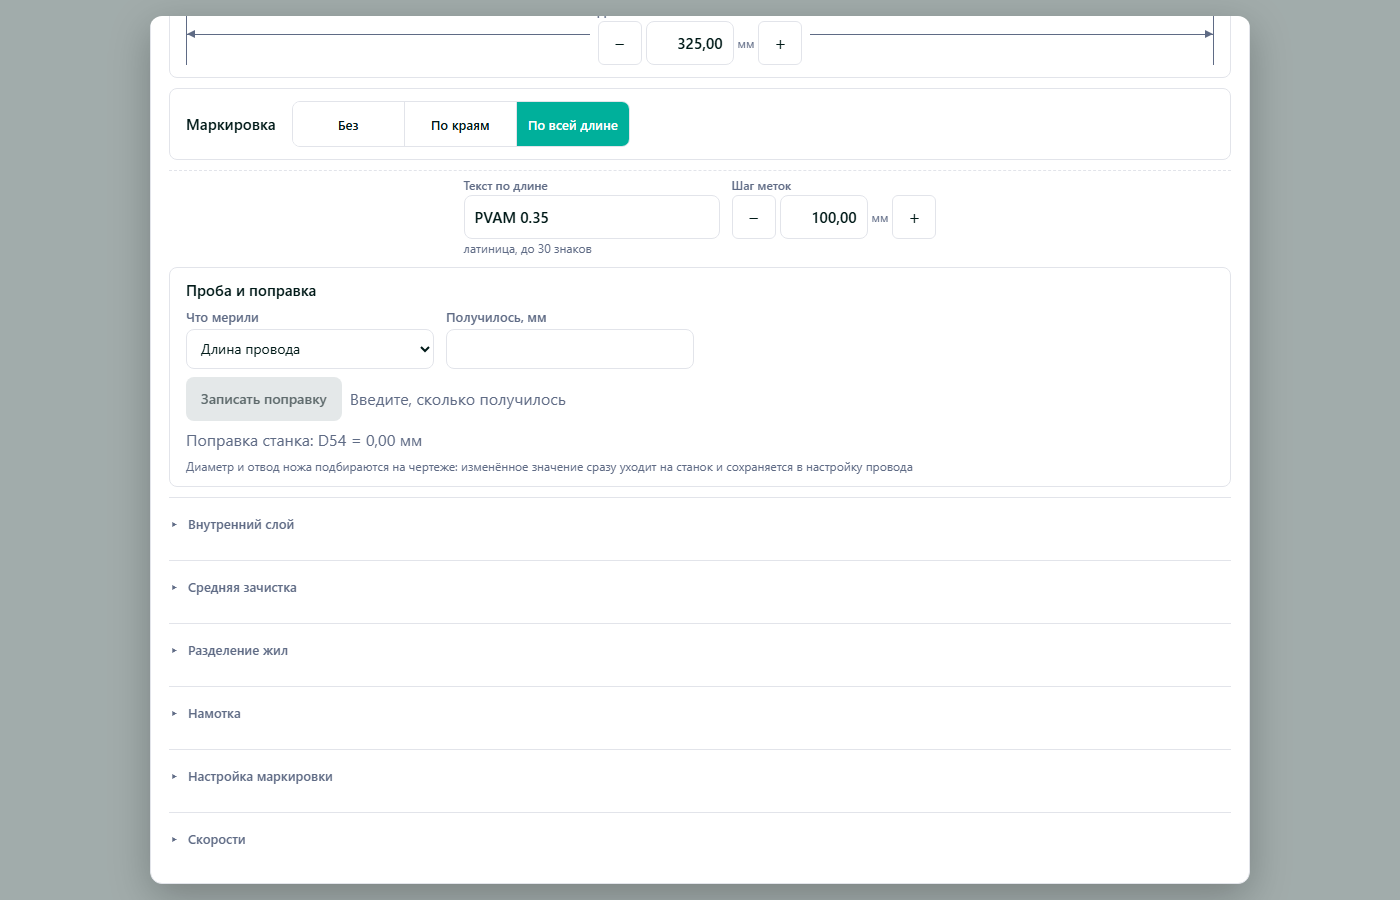 − 325,00 мм +
Маркировка Без По краям По всей длине
Текст по длине Шаг меток
PVAM 0.35 − 100,00 мм +
латиница, до 30 знаков
Проба и поправка
Что мерили Получилось, мм
Длина провода
Записать поправку Введите, сколько получилось
Поправка станка: D54 = 0,00 мм
Диаметр и отвод ножа подбираются на чертеже: изменённое значение сразу уходит на станок и сохраняется в настройку провода
Внутренний слой
Средняя зачистка
Разделение жил
Намотка
Настройка маркировки
Скорости